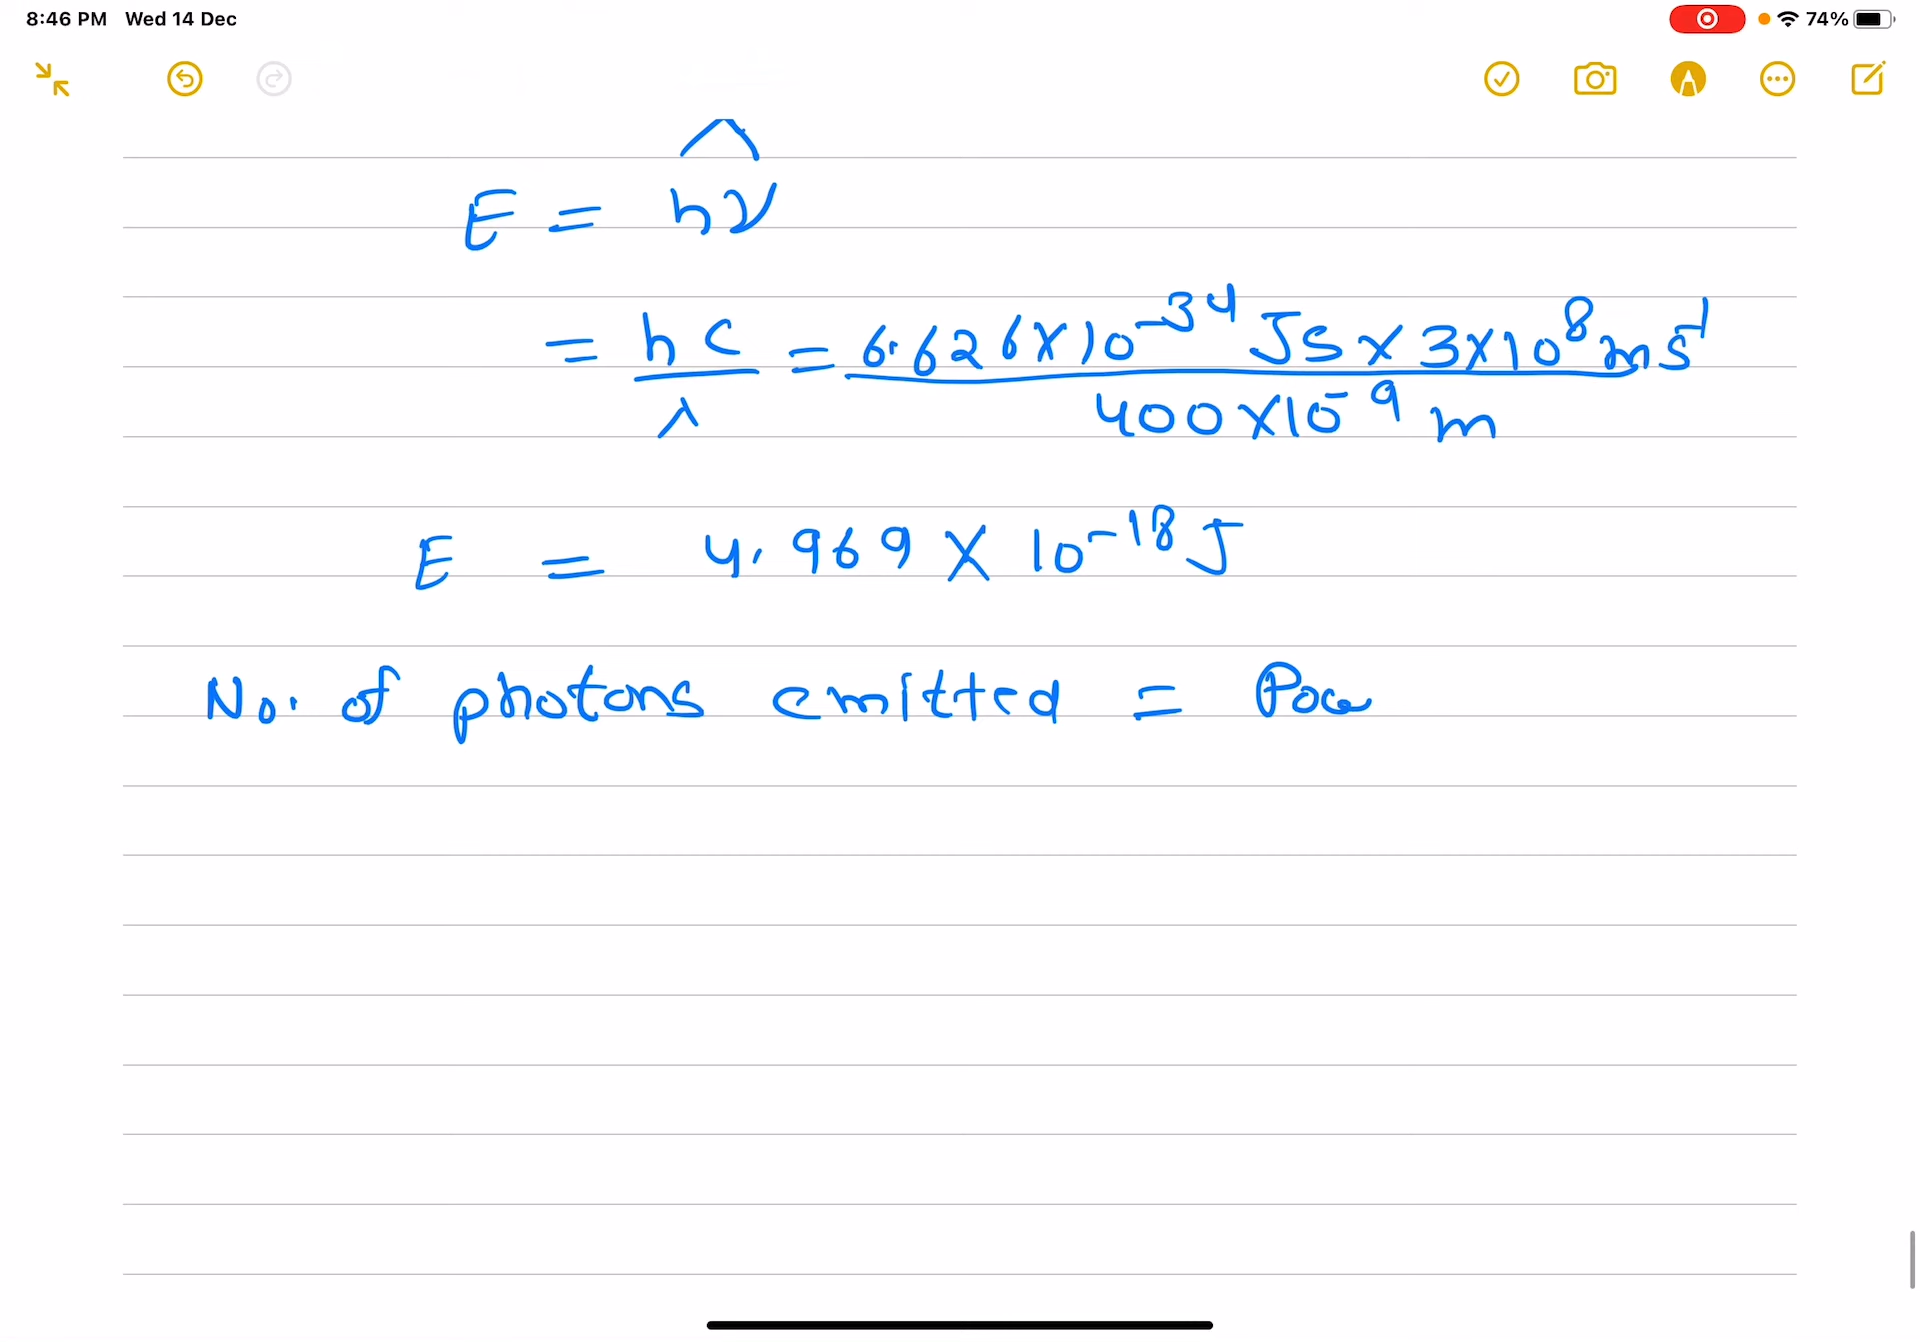 8:46 PM Wed 14 Dec 74%
E = hν
= hc/λ = 6.626×10⁻³⁴ Js × 3×10⁸ ms⁻¹ / 400×10⁻⁹ m
E = 4.969 × 10⁻¹⁸ J
No. of photons emitted = Pow